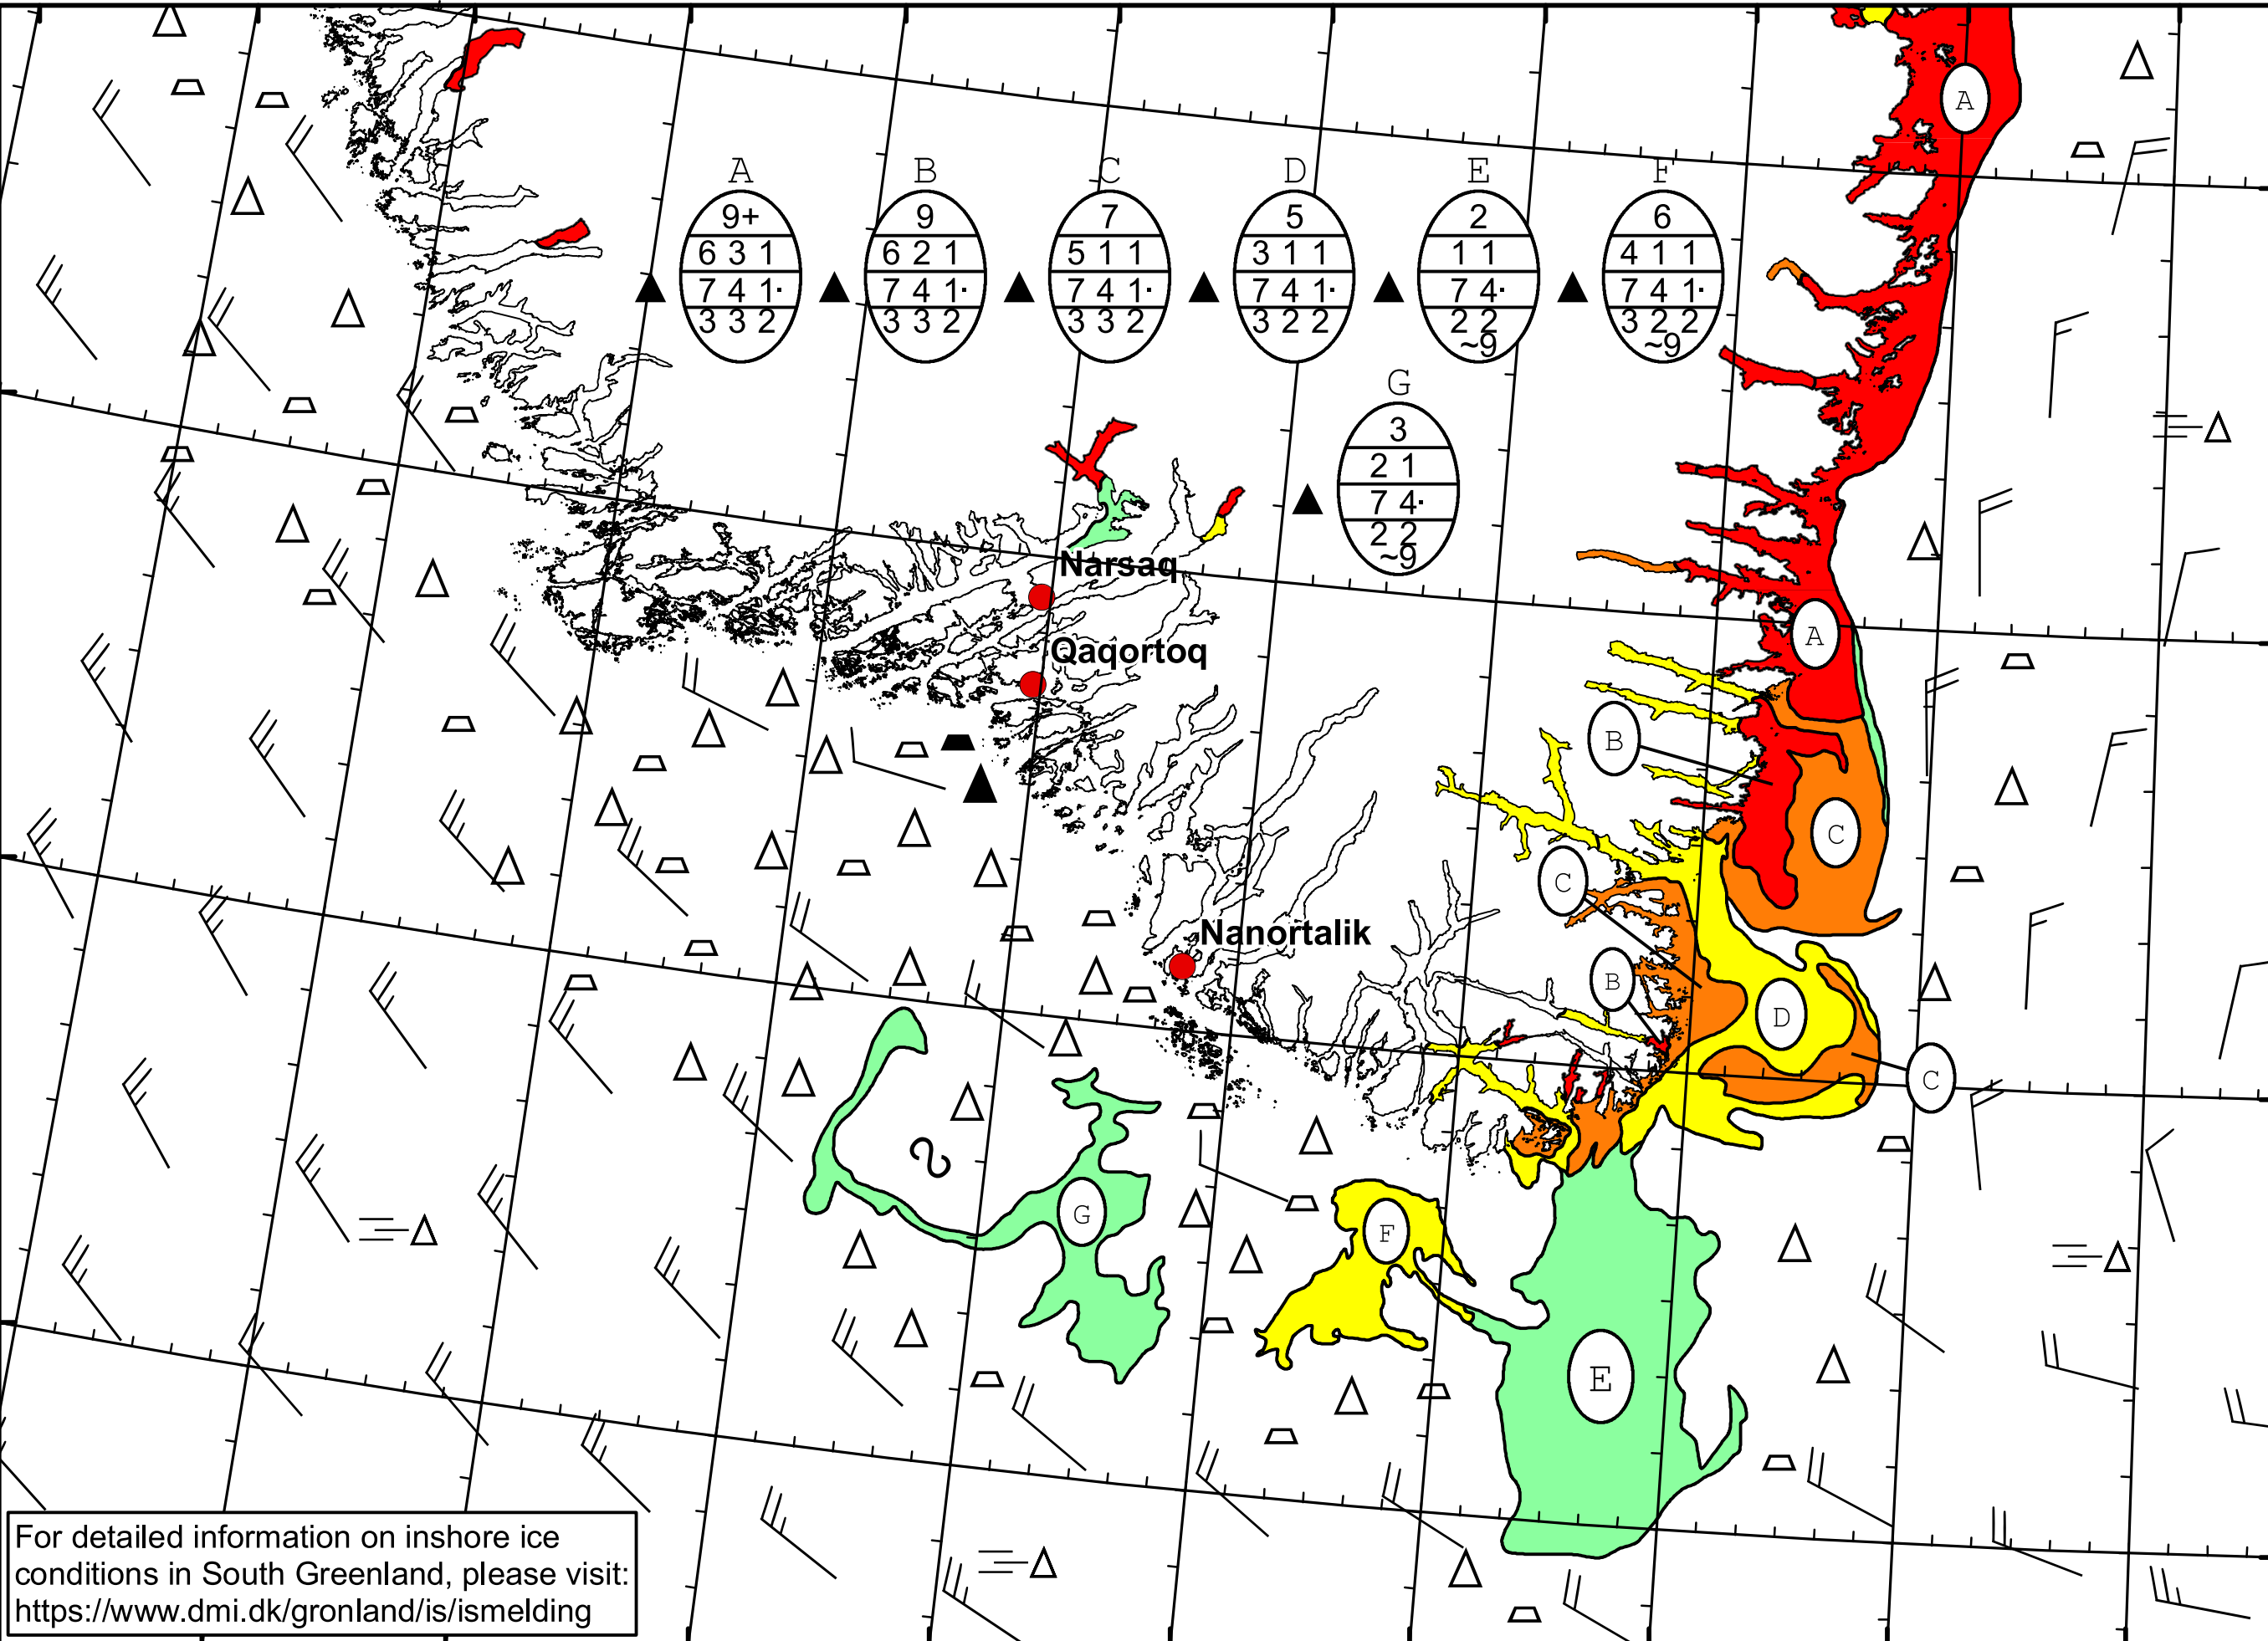 A B C D E F
9+ 9 7 5 2 6
6 3 1 6 2 1 5 1 1 3 1 1 1 1 4 1 1
7 4 1· 7 4 1· 7 4 1· 7 4 1· 7 4· 7 4 1·
3 3 2 3 3 2 3 3 2 3 2 2 2 2 3 2 2
~9 ~9
G
3
2 1
7 4·
2 2
~9
A
Narsaq
A
Qaqortoq
B
C
C
Nanortalik
B
D
C
G
F
E
For detailed information on inshore ice
conditions in South Greenland, please visit:
https://www.dmi.dk/gronland/is/ismelding